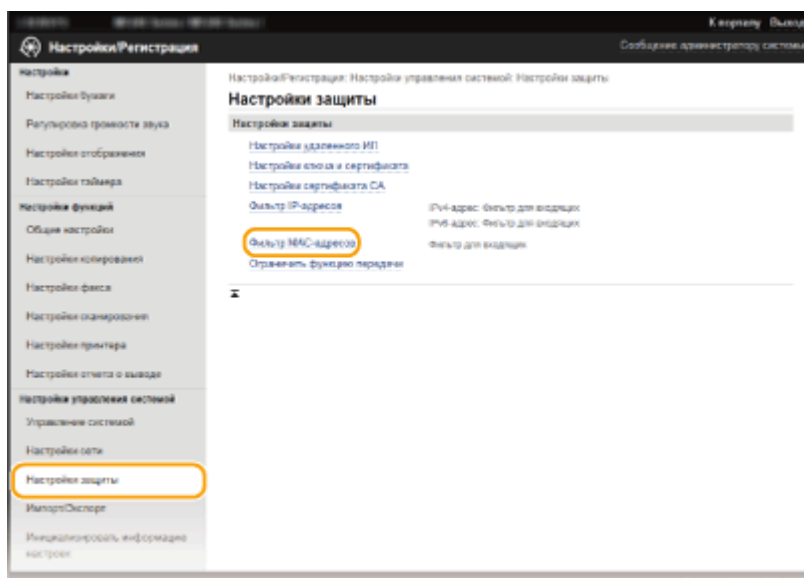 К порталу Выход
Настройки/Регистрация
Сообщение администратору системы
Настройки
Настройки бумаги
Регулировка громкости звука
Настройки отображения
Настройки таймера
Настройки функций
Общие настройки
Настройки копирования
Настройки факса
Настройки сканирования
Настройки принтера
Настройки отчета о выводе
Настройки управления системой
Управление системой
Настройки сети
Настройки защиты
Импорт/Экспорт
Инициализировать информацию
настроек
Настройки/Регистрация: Настройки управления системой: Настройки защиты
Настройки защиты
Настройки защиты
Настройки удаленного ИП
Настройки ключа и сертификата
Настройки сертификата CA
Фильтр IP-адресов
IPv4-адрес: Фильтр для входящих
IPv6-адрес: Фильтр для входящих
Фильтр MAC-адресов
Фильтр для входящих
Ограничить функцию передачи